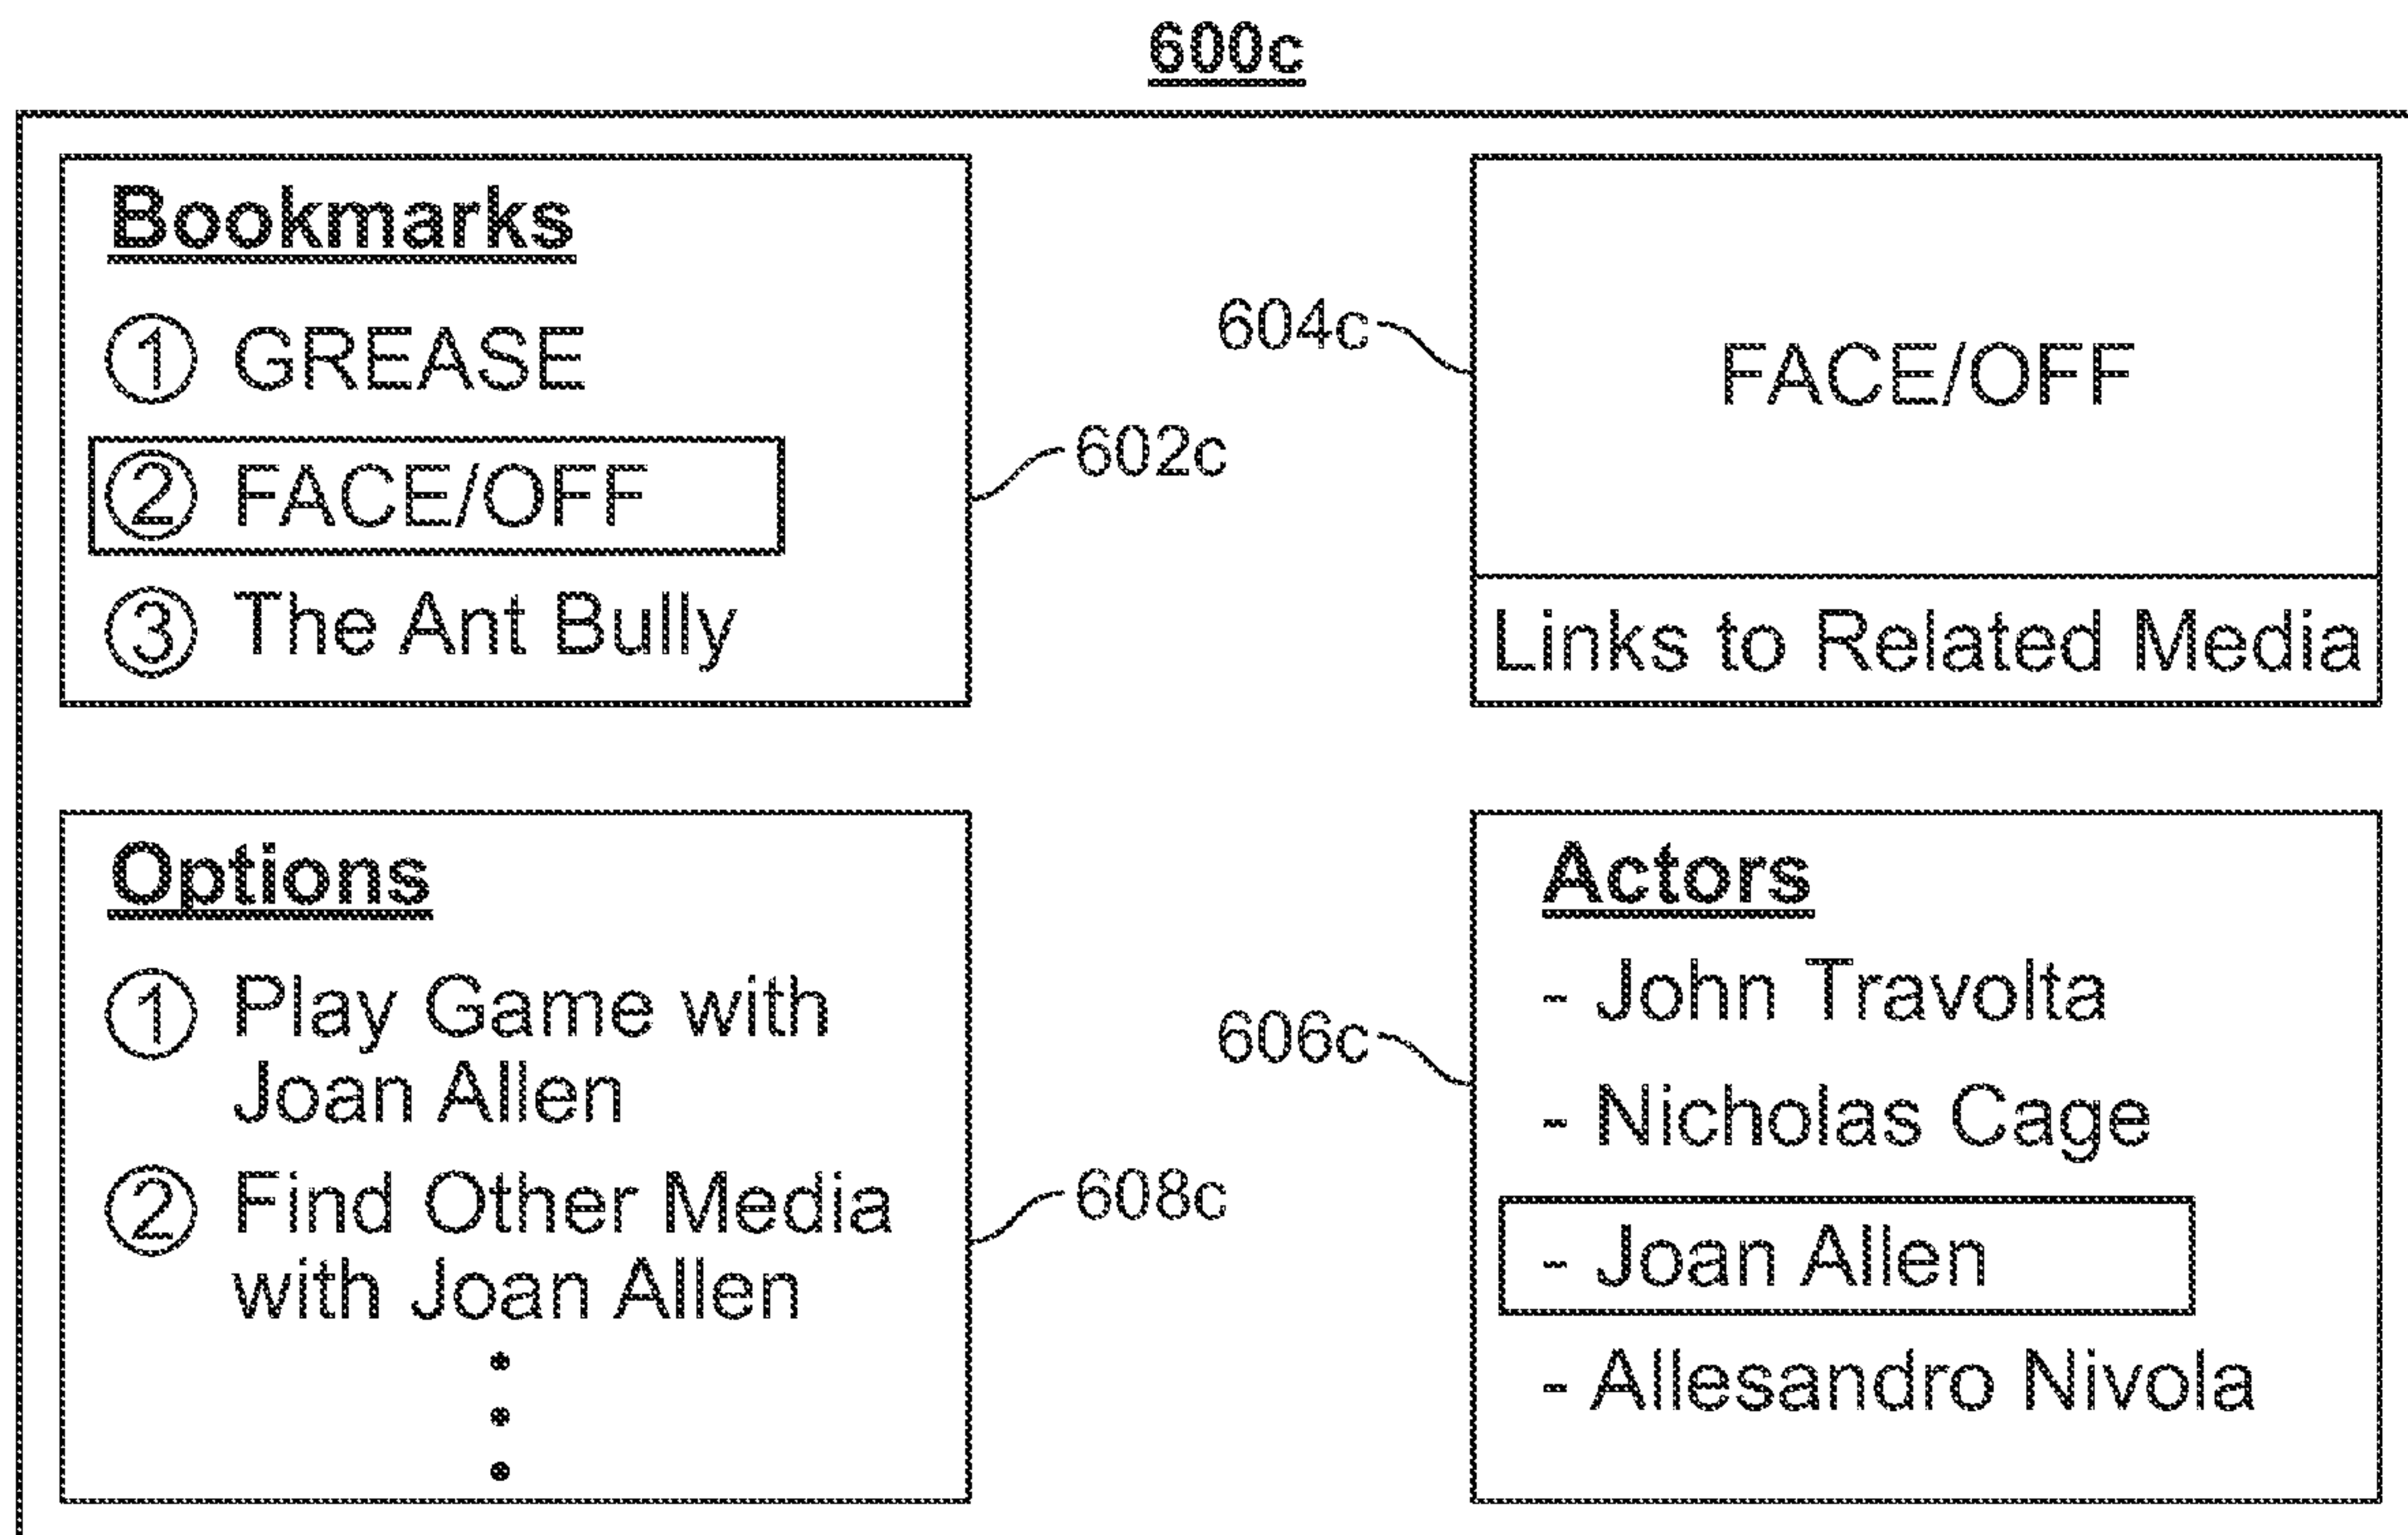 600c
Bookmarks
① GREASE
② FACE/OFF
③ The Ant Bully
602c
604c
FACE/OFF
Links to Related Media
Options
① Play Game with
Joan Allen
② Find Other Media
with Joan Allen
608c
606c
Actors
- John Travolta
- Nicholas Cage
- Joan Allen
- Allesandro Nivola